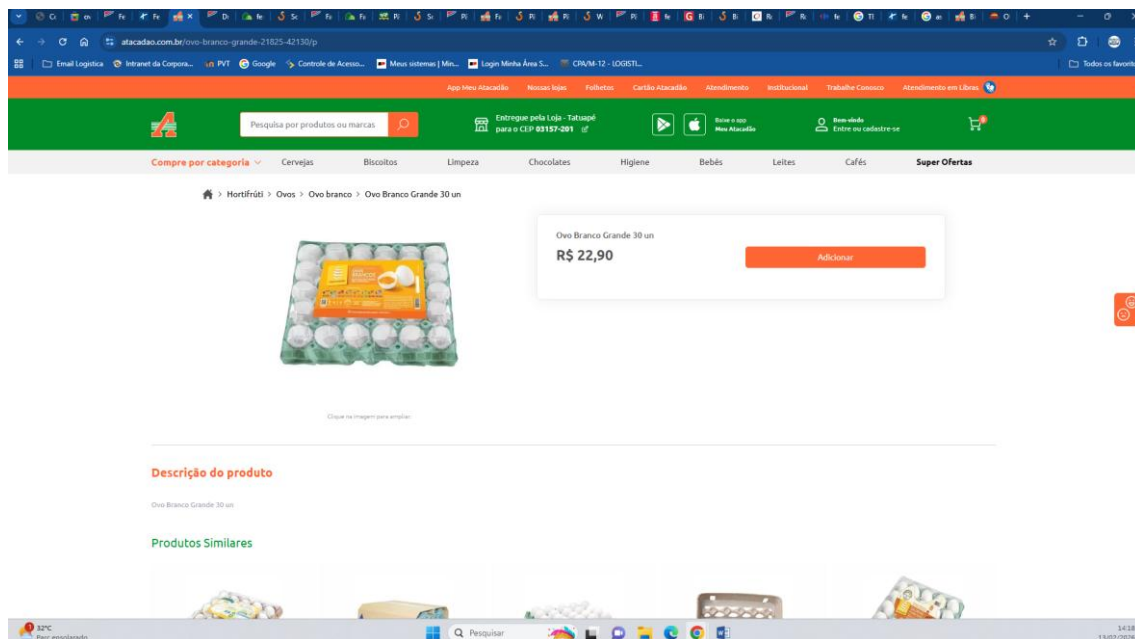 atacadao.com.br/ovo-branco-grande-21825-42130/p
Email Logistica Intranet da Corpora... PVT Google Controle de Acesso... Meus sistemas | Min... Login Minha Área S... CPA/M-12 - LOGISTI... Todos os favorit
App Meu Atacadão Nossas lojas Folhetos Cartão Atacadão Atendimento Institucional Trabalhe Conosco Atendimento em Libras
Pesquisa por produtos ou marcas
Entregue pela Loja - Tatuapé
para o CEP 03157-201
Baixe o app
Meu Atacadão
Bem-vindo
Entre ou cadastre-se
0
Compre por categoria Cervejas Biscoitos Limpeza Chocolates Higiene Bebês Leites Cafés Super Ofertas
> Hortifrúti > Ovos > Ovo branco > Ovo Branco Grande 30 un
Ovo Branco Grande 30 un
R$ 22,90
Adicionar
Clique na imagem para ampliar.
Descrição do produto
Ovo Branco Grande 30 un
Produtos Similares
32°C
Parc ensolarado
Pesquisar
14:18